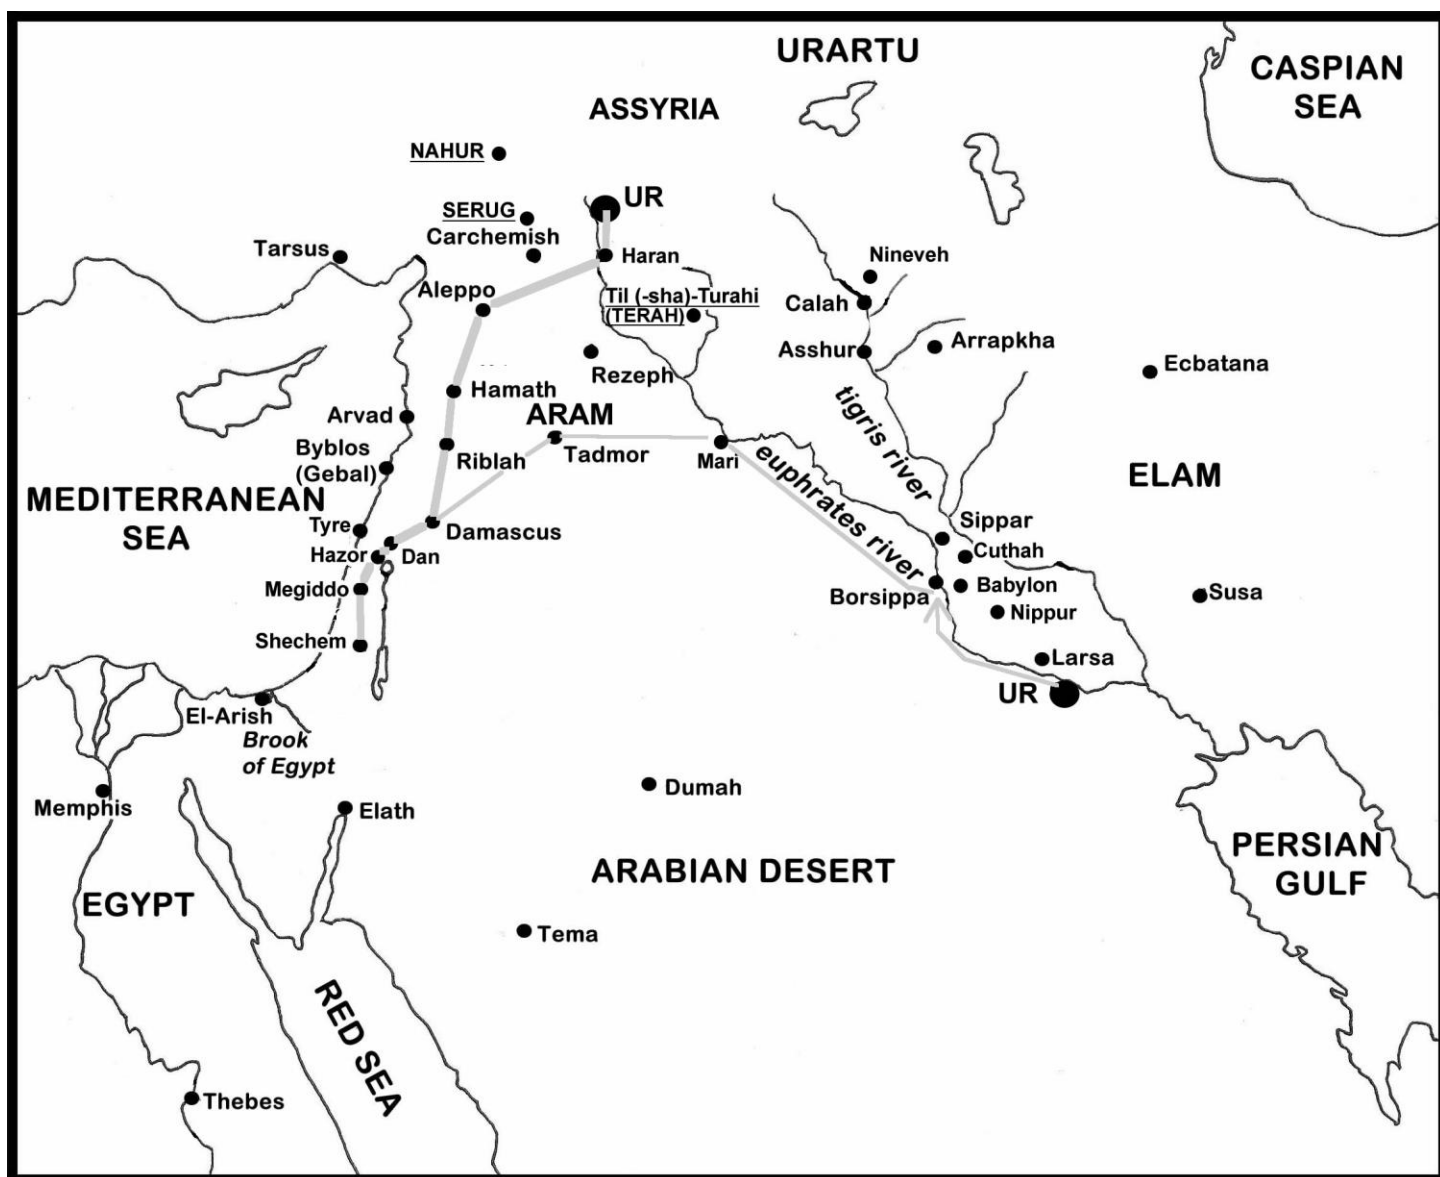 URARTU
CASPIAN
SEA
ASSYRIA
NAHUR
UR
SERUG
Carchemish
Tarsus
Haran
Nineveh
Aleppo
Til (-sha)-Turahi
(TERAH)
Calah
Asshur
Arrapkha
Ecbatana
Rezeph
Hamath
ARAM
Arvad
tigris river
Byblos
(Gebal)
Riblah
Tadmor
Mari
euphrates river
ELAM
MEDITERRANEAN
SEA
Tyre
Damascus
Sippar
Hazor
Dan
Cuthah
Megiddo
Borsippa
Babylon
Susa
Nippur
Shechem
Larsa
UR
El-Arish
Brook
of Egypt
Memphis
Dumah
Elath
PERSIAN
GULF
ARABIAN DESERT
EGYPT
Tema
RED SEA
Thebes